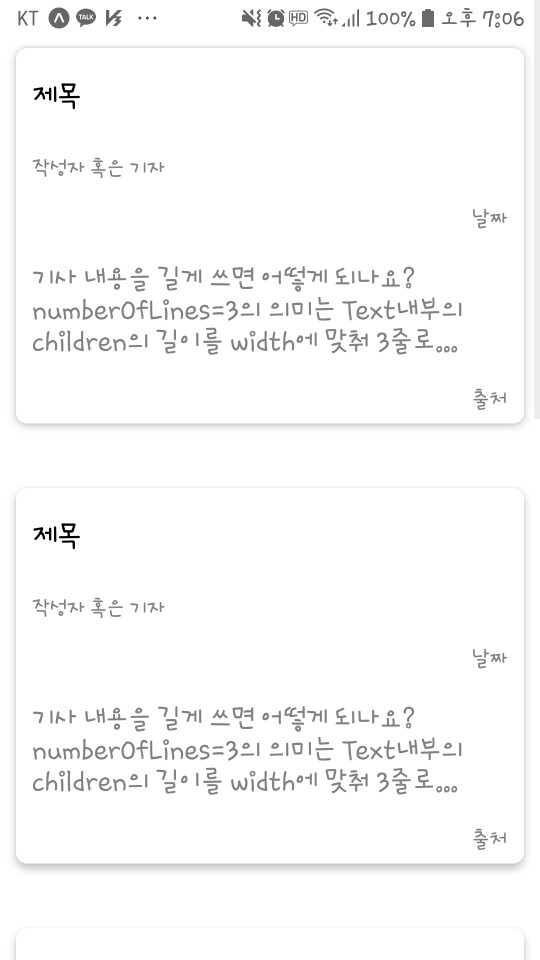 KT TALK HD 100% 오후 7:06
제목
작성자 혹은 기자
날짜
기사 내용을 길게 쓰면 어떻게 되나요?
numberOfLines=3의 의미는 Text내부의
children의 길이를 width에 맞춰 3줄로...
출처
제목
작성자 혹은 기자
날짜
기사 내용을 길게 쓰면 어떻게 되나요?
numberOfLines=3의 의미는 Text내부의
children의 길이를 width에 맞춰 3줄로...
출처